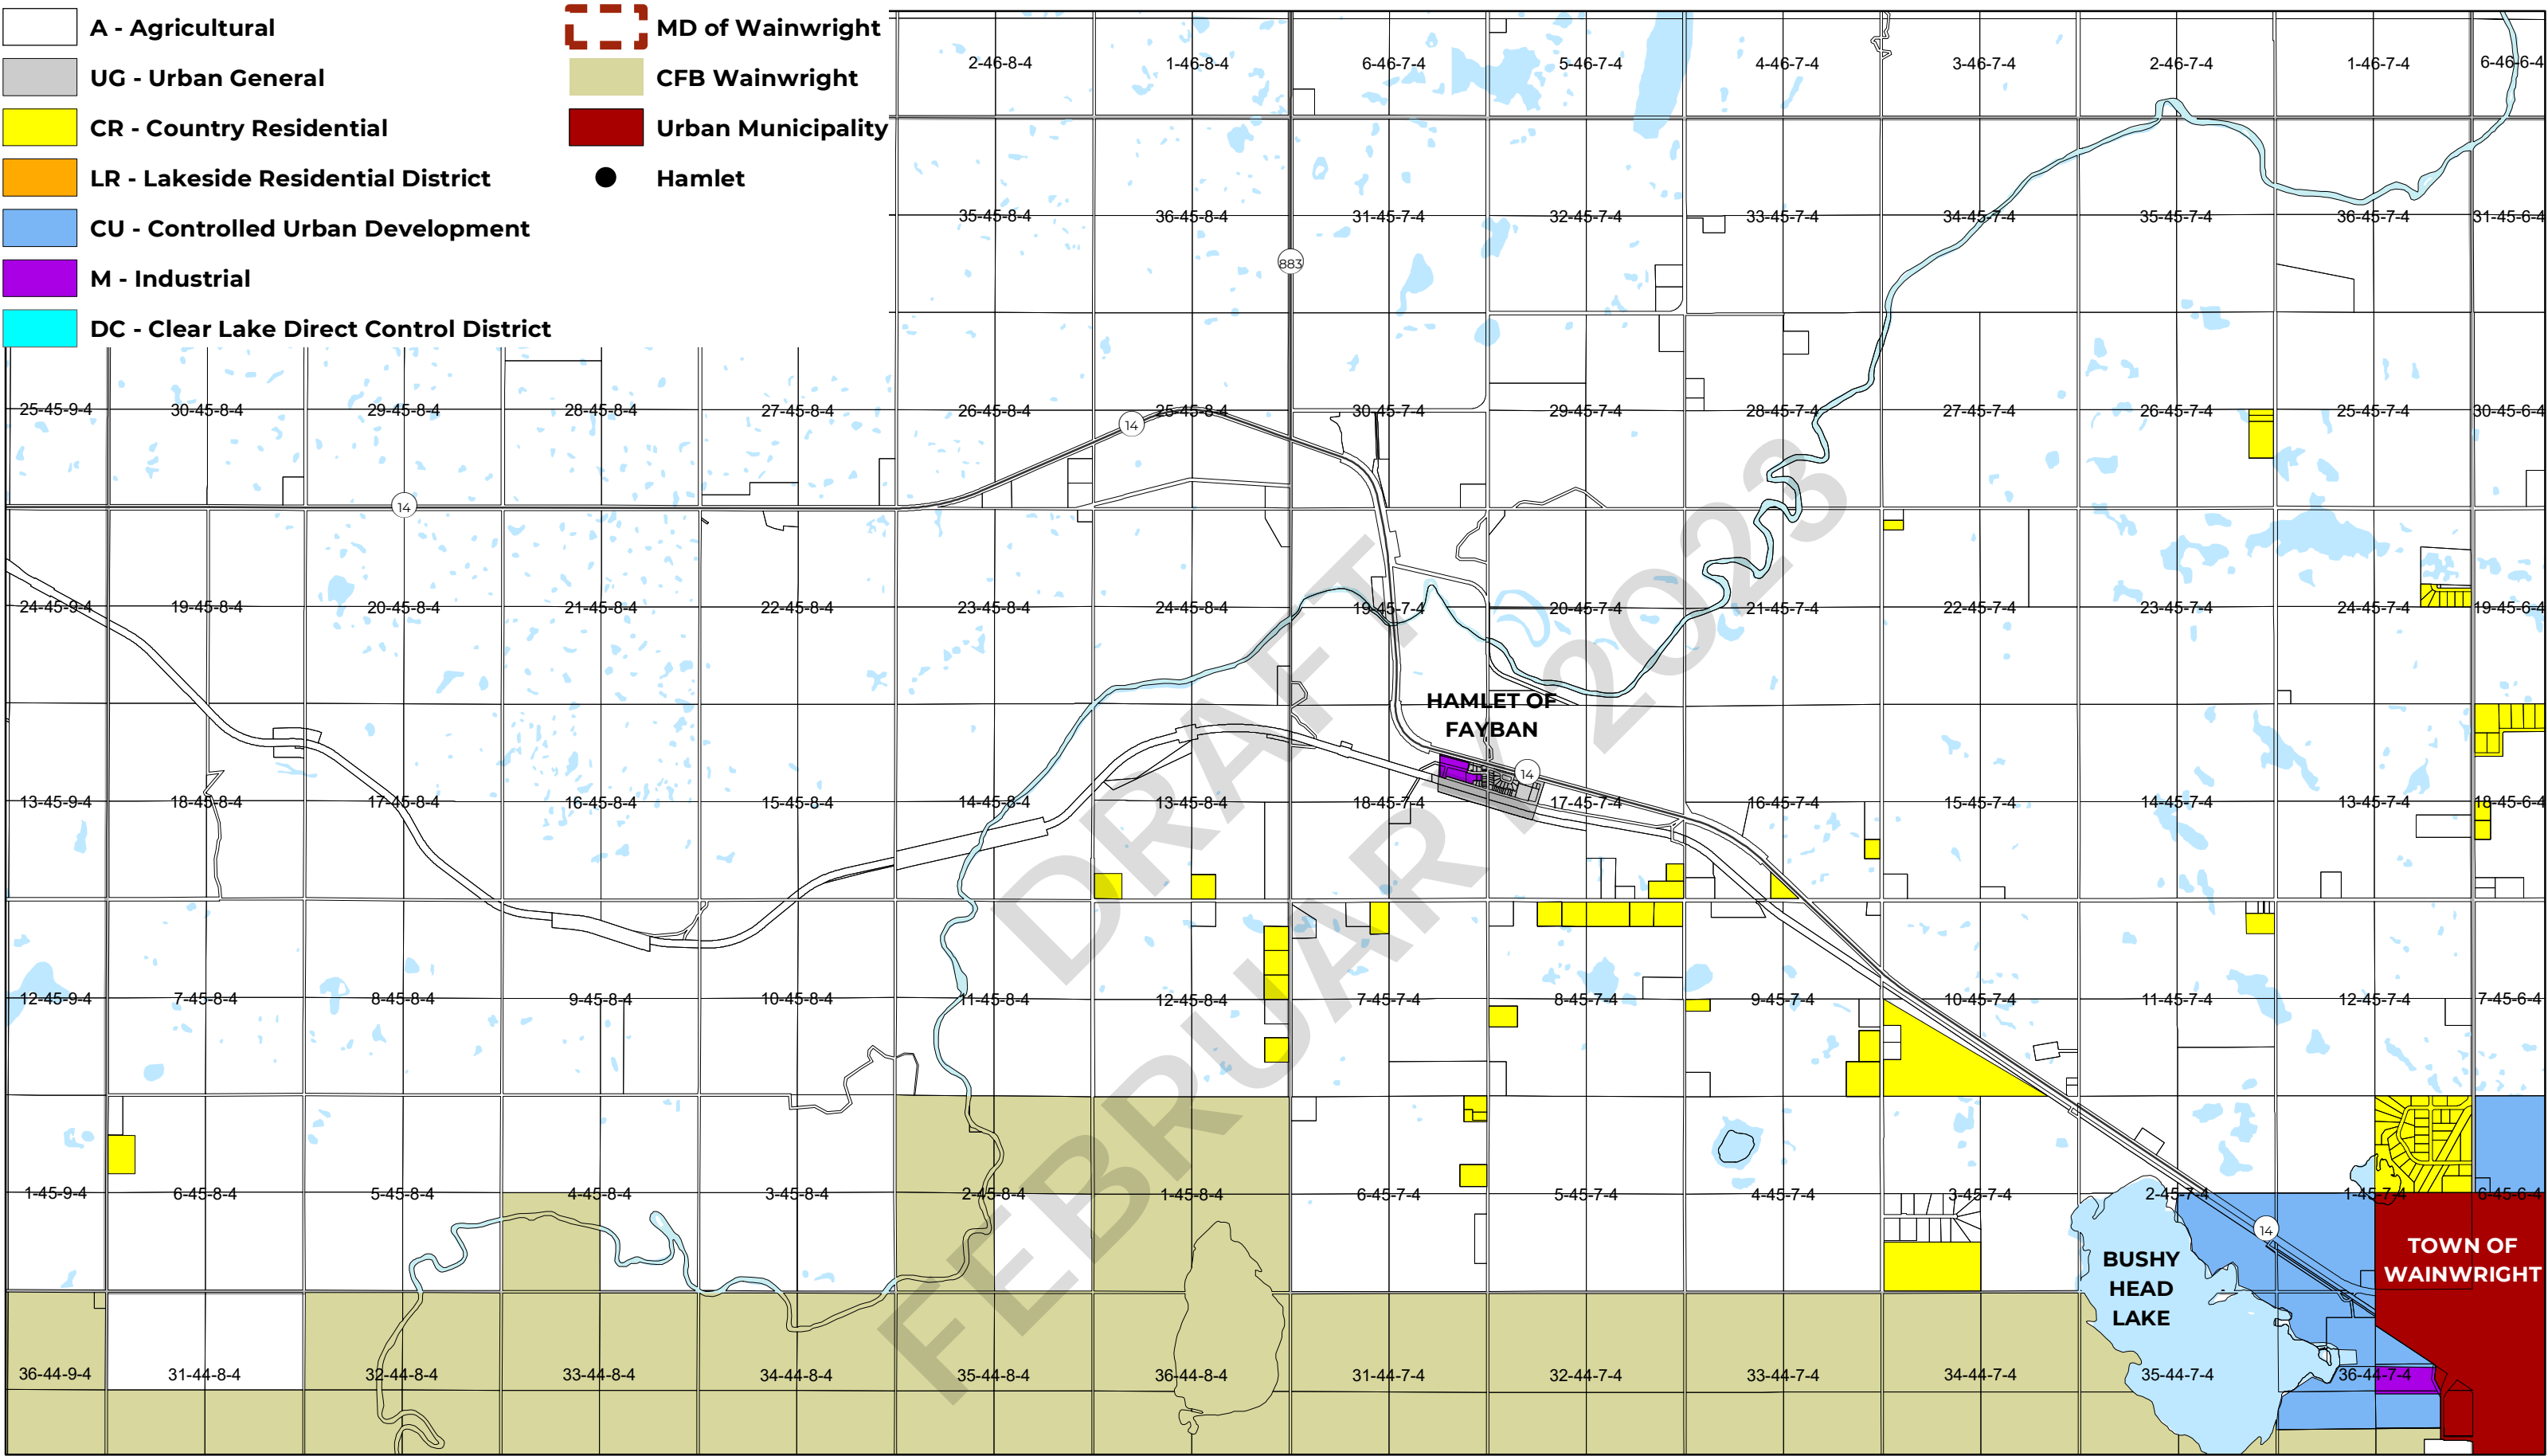 A - Agricultural
UG - Urban General
CR - Country Residential
LR - Lakeside Residential District
CU - Controlled Urban Development
M - Industrial
DC - Clear Lake Direct Control District
MD of Wainwright
CFB Wainwright
Urban Municipality
Hamlet
2-46-8-4 1-46-8-4 6-46-7-4 5-46-7-4 4-46-7-4 3-46-7-4 2-46-7-4 1-46-7-4 6-46-6-4
35-45-8-4 36-45-8-4 31-45-7-4 32-45-7-4 33-45-7-4 34-45-7-4 35-45-7-4 36-45-7-4 31-45-6-4
883
25-45-9-4 30-45-8-4 29-45-8-4 28-45-8-4 27-45-8-4 26-45-8-4 25-45-8-4 30-45-7-4 29-45-7-4 28-45-7-4 27-45-7-4 26-45-7-4 25-45-7-4 30-45-6-4
14
14
24-45-9-4 19-45-8-4 20-45-8-4 21-45-8-4 22-45-8-4 23-45-8-4 24-45-8-4 19-45-7-4 20-45-7-4 21-45-7-4 22-45-7-4 23-45-7-4 24-45-7-4 19-45-6-4
HAMLET OF
FAYBAN
14
13-45-9-4 18-45-8-4 17-45-8-4 16-45-8-4 15-45-8-4 14-45-8-4 13-45-8-4 18-45-7-4 17-45-7-4 16-45-7-4 15-45-7-4 14-45-7-4 13-45-7-4 18-45-6-4
DRAFT
FEBRUARY 2023
12-45-9-4 7-45-8-4 8-45-8-4 9-45-8-4 10-45-8-4 11-45-8-4 12-45-8-4 7-45-7-4 8-45-7-4 9-45-7-4 10-45-7-4 11-45-7-4 12-45-7-4 7-45-6-4
1-45-9-4 6-45-8-4 5-45-8-4 4-45-8-4 3-45-8-4 2-45-8-4 1-45-8-4 6-45-7-4 5-45-7-4 4-45-7-4 3-45-7-4 2-45-7-4 1-45-7-4 6-45-6-4
14
TOWN OF
WAINWRIGHT
BUSHY
HEAD
LAKE
36-44-9-4 31-44-8-4 32-44-8-4 33-44-8-4 34-44-8-4 35-44-8-4 36-44-8-4 31-44-7-4 32-44-7-4 33-44-7-4 34-44-7-4 35-44-7-4 36-44-7-4